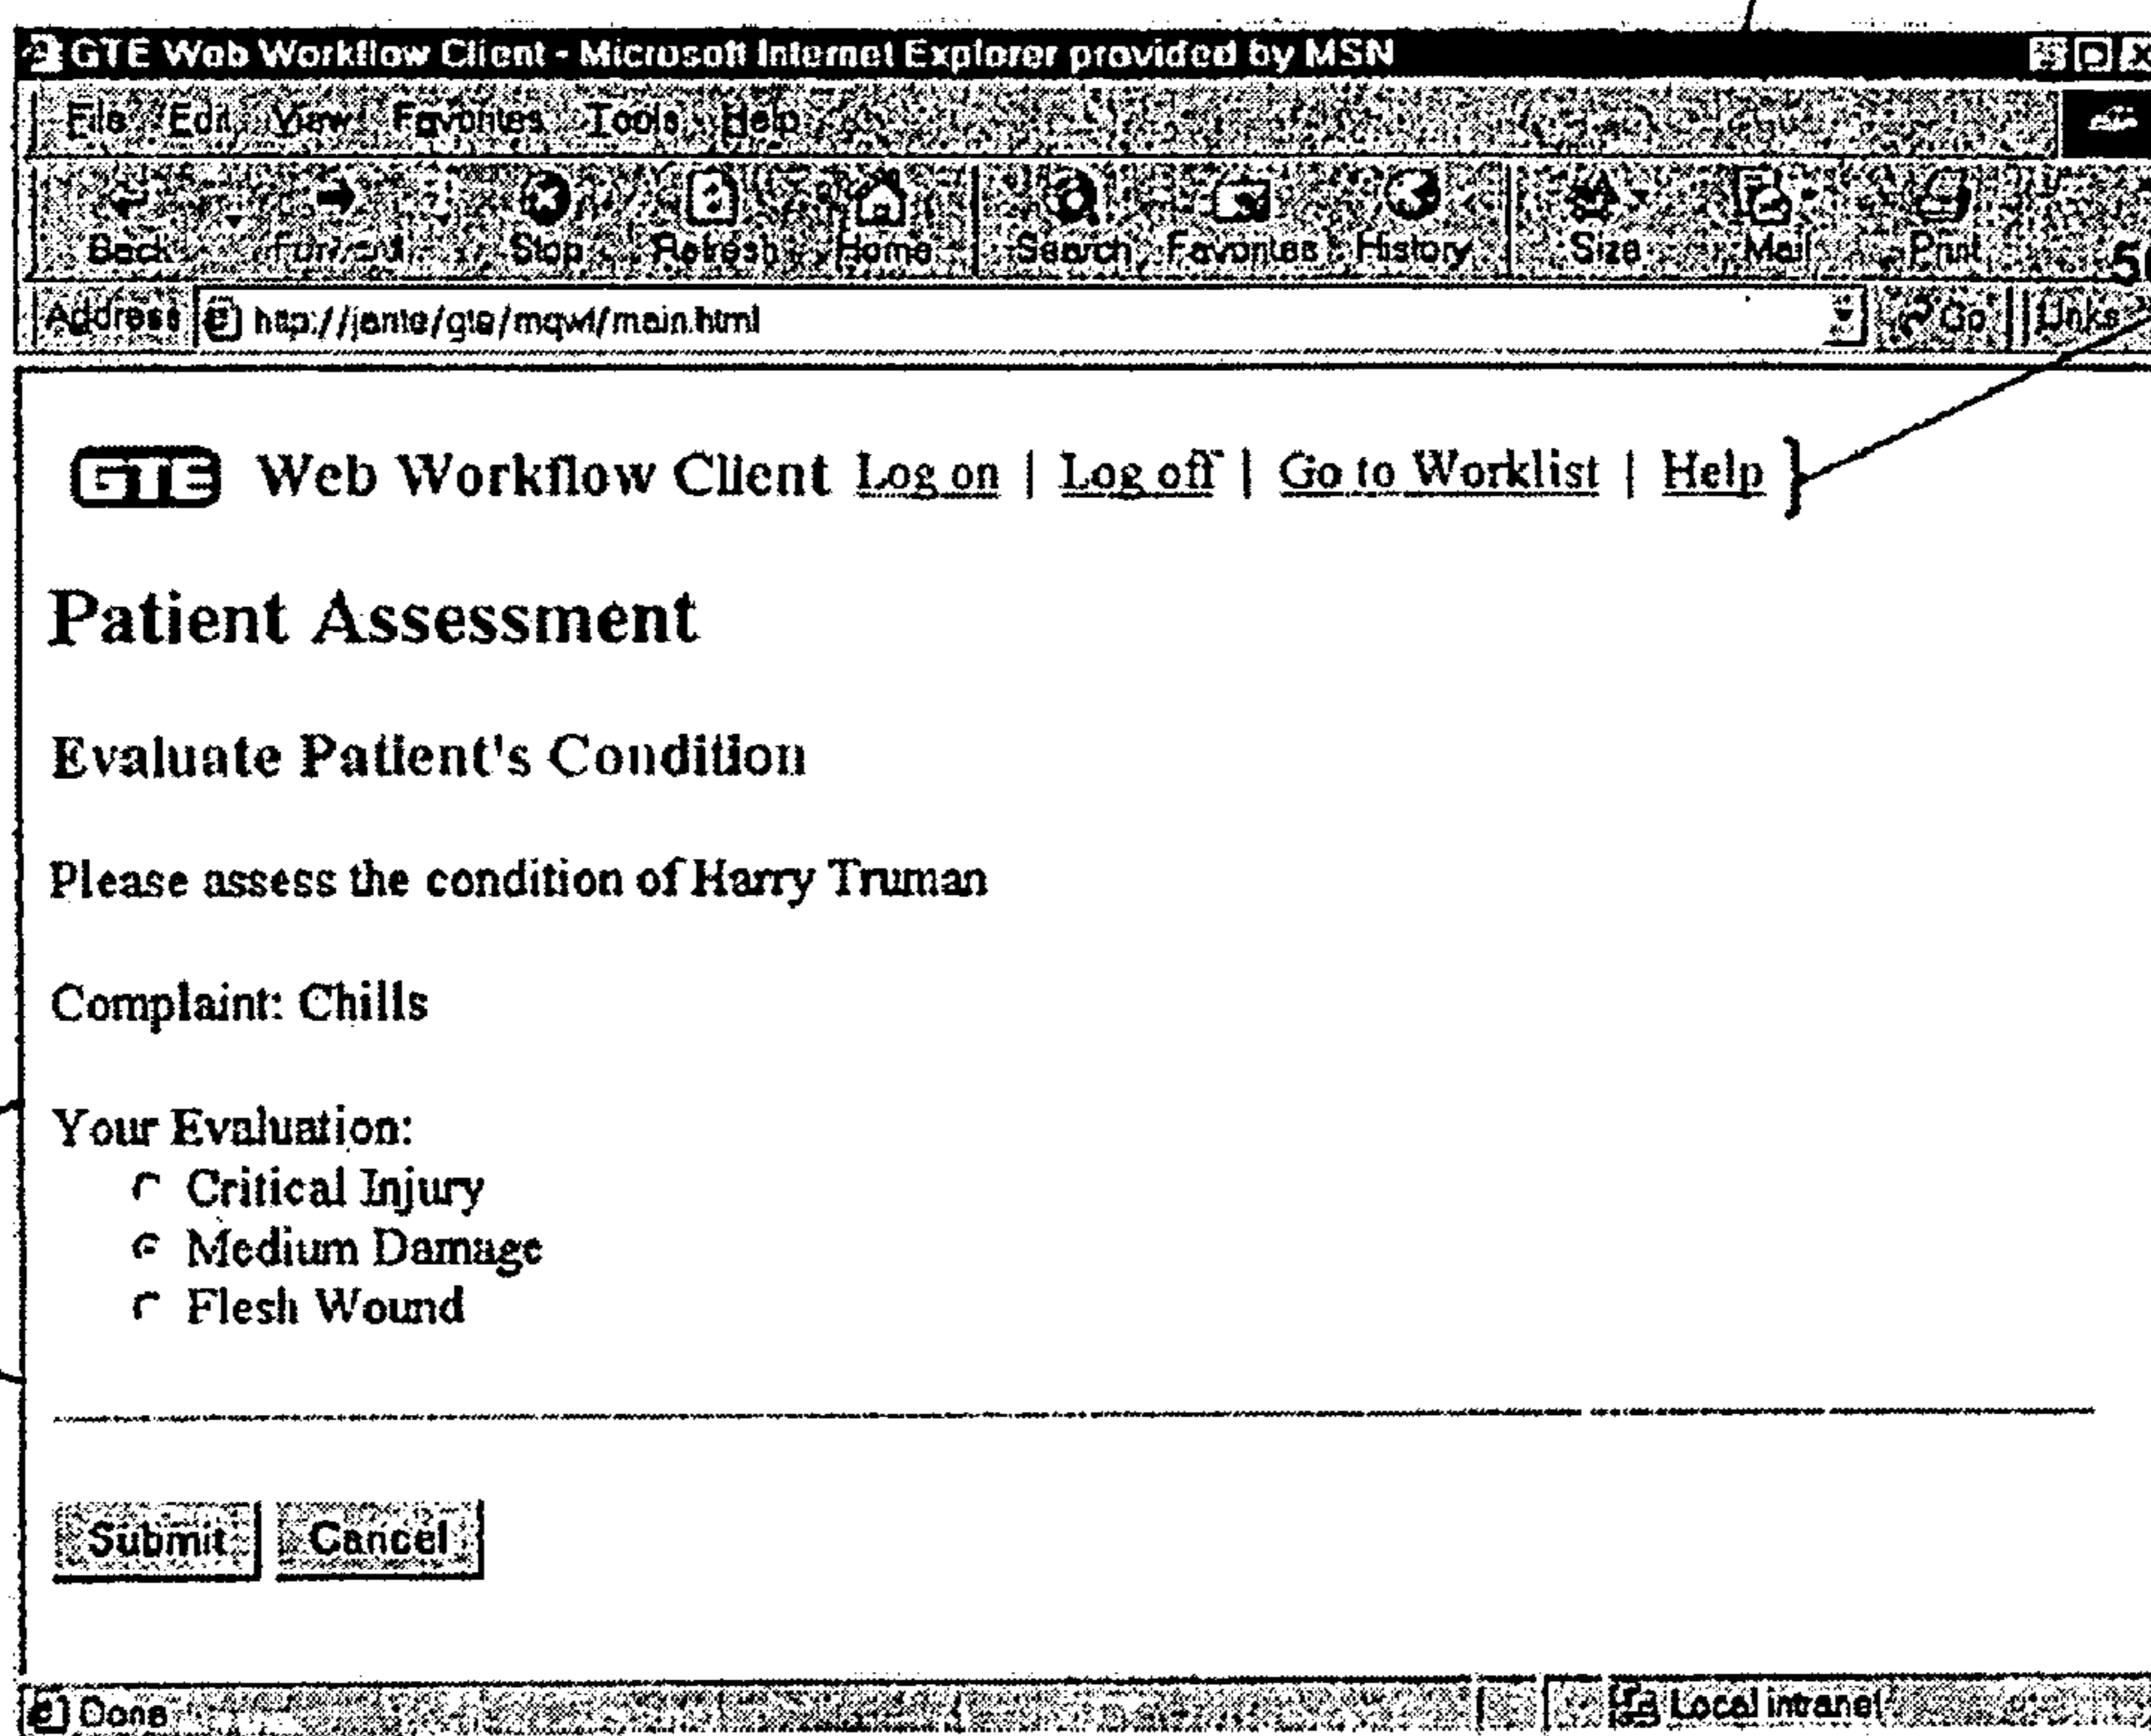 GTE Web Workflow Client - Microsoft Internet Explorer provided by MSN
File Edit View Favorites Tools Help
Back Forward Stop Refresh Home Search Favorites History Size Mail Print
Address http://jante/gte/mqwf/main.html Go Links
GTE Web Workflow Client Log on | Log off | Go to Worklist | Help
Patient Assessment
Evaluate Patient's Condition
Please assess the condition of Harry Truman
Complaint: Chills
Your Evaluation:
Critical Injury
Medium Damage
Flesh Wound
Submit Cancel
Done Local intranet